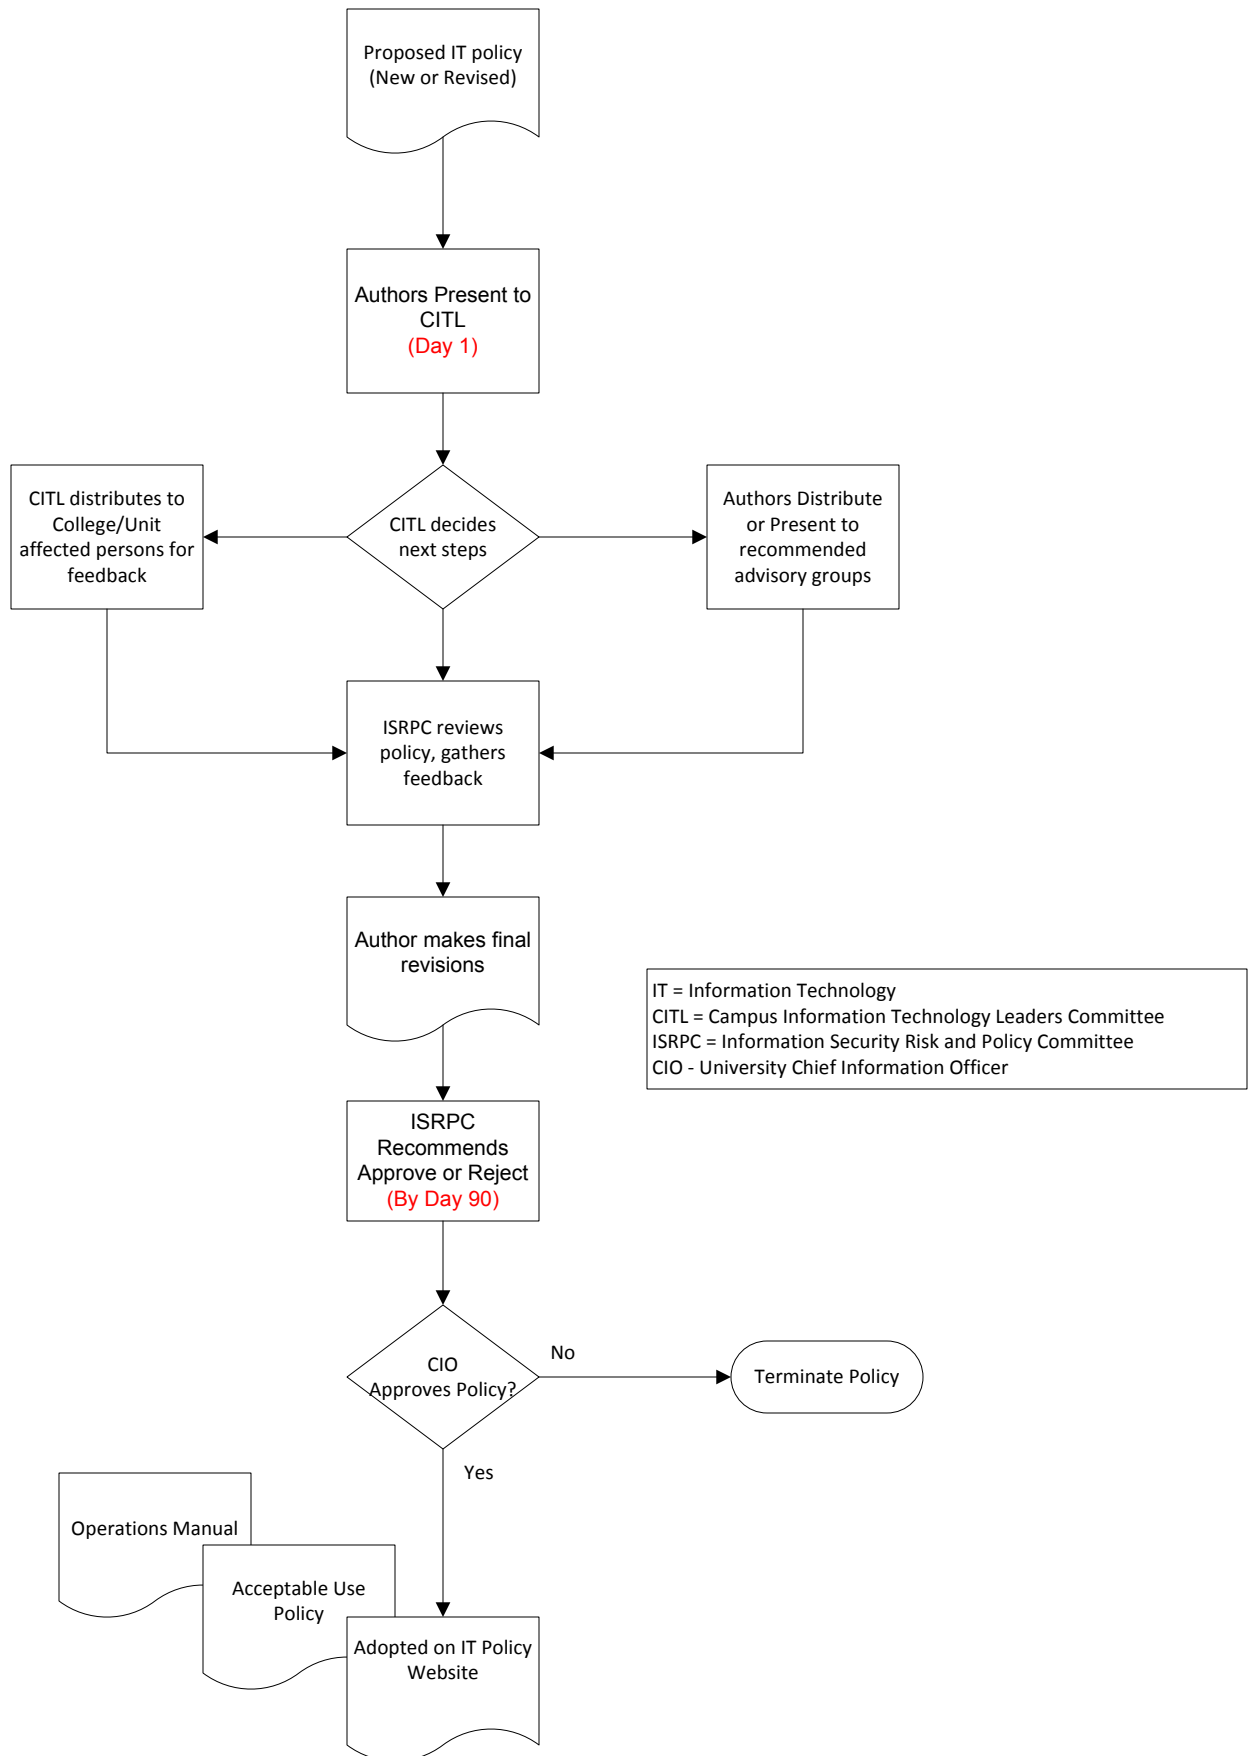 Proposed IT policy
(New or Revised)
Authors Present to
CITL
(Day 1)
CITL distributes to
College/Unit
affected persons for
feedback
CITL decides
next steps
Authors Distribute
or Present to
recommended
advisory groups
ISRPC reviews
policy, gathers
feedback
Author makes final
revisions
IT = Information Technology
CITL = Campus Information Technology Leaders Committee
ISRPC = Information Security Risk and Policy Committee
CIO - University Chief Information Officer
ISRPC
Recommends
Approve or Reject
(By Day 90)
CIO
Approves Policy?
No
Terminate Policy
Yes
Operations Manual
Acceptable Use
Policy
Adopted on IT Policy
Website